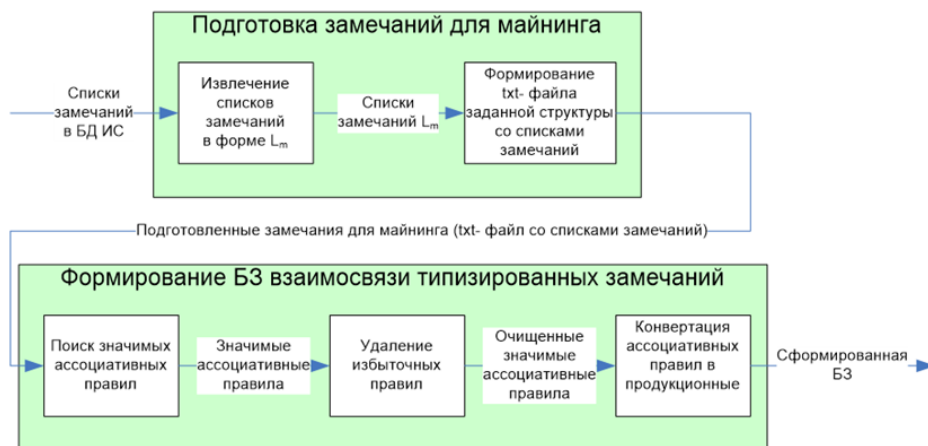 Подготовка замечаний для майнинга
Списки
замечаний
в БД ИС
Извлечение
списков
замечаний
в форме Lm
Списки
замечаний Lm
Формирование
txt- файла
заданной структуры
со списками
замечаний
Подготовленные замечания для майнинга (txt- файл со списками замечаний)
Формирование БЗ взаимосвязи типизированных замечаний
Поиск значимых
ассоциативных
правил
Значимые
ассоциативные
правила
Удаление
избыточных
правил
Очищенные
значимые
ассоциативные
правила
Конвертация
ассоциативных
правил в
продукционные
Сформированная
БЗ